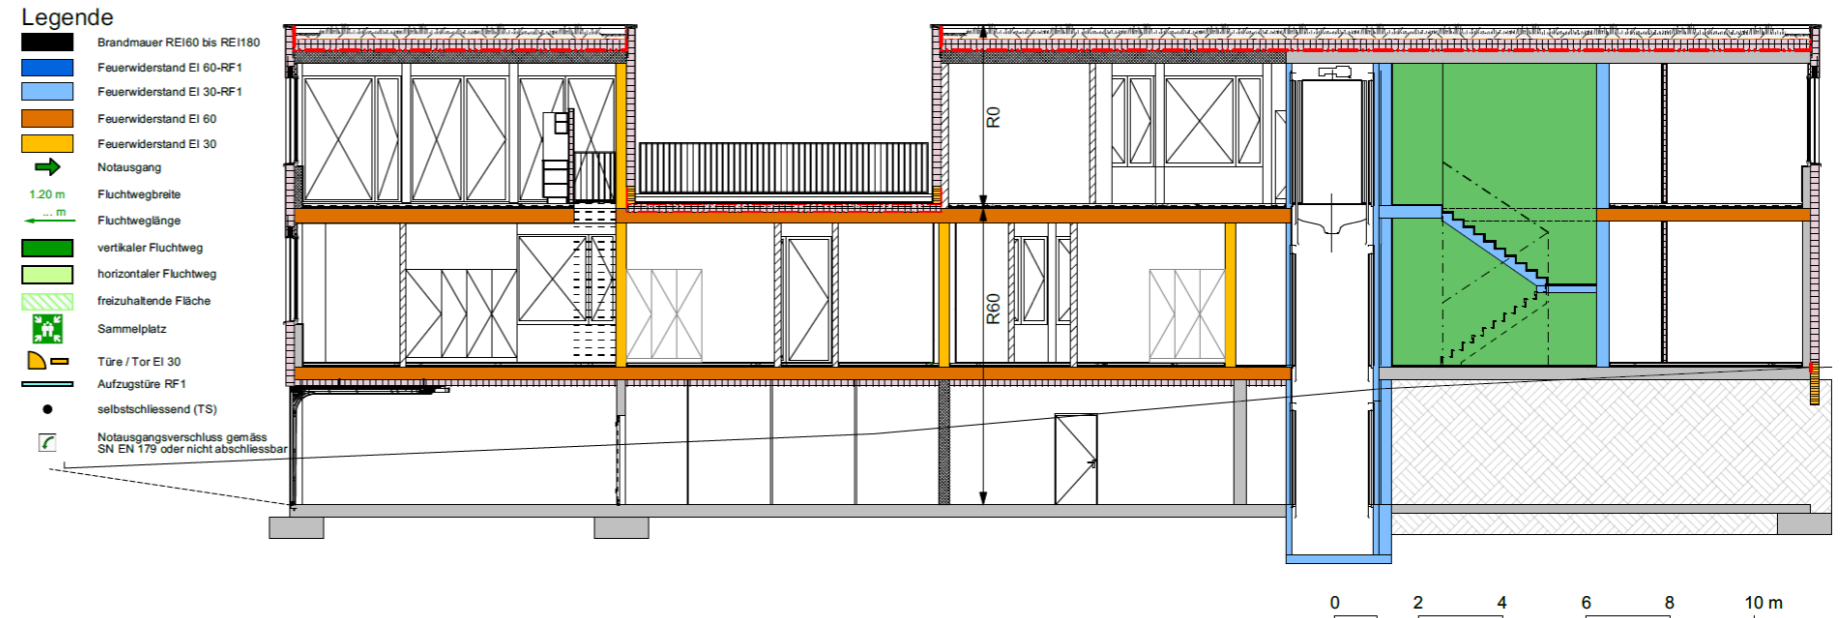 Legende
Brandmauer REI60 bis REI180
Feuerwiderstand EI 60-RF1
Feuerwiderstand EI 30-RF1
Feuerwiderstand EI 60
Feuerwiderstand EI 30
Notausgang
1.20 m Fluchtwegbreite
... m Fluchtweglänge
vertikaler Fluchtweg
horizontaler Fluchtweg
freizuhaltende Fläche
Sammelplatz
Türe / Tor EI 30
Aufzugstüre RF1
selbstschliessend (TS)
Notausgangsverschluss gemäss
SN EN 179 oder nicht abschliessbar
R0
R60
0 2 4 6 8 10 m